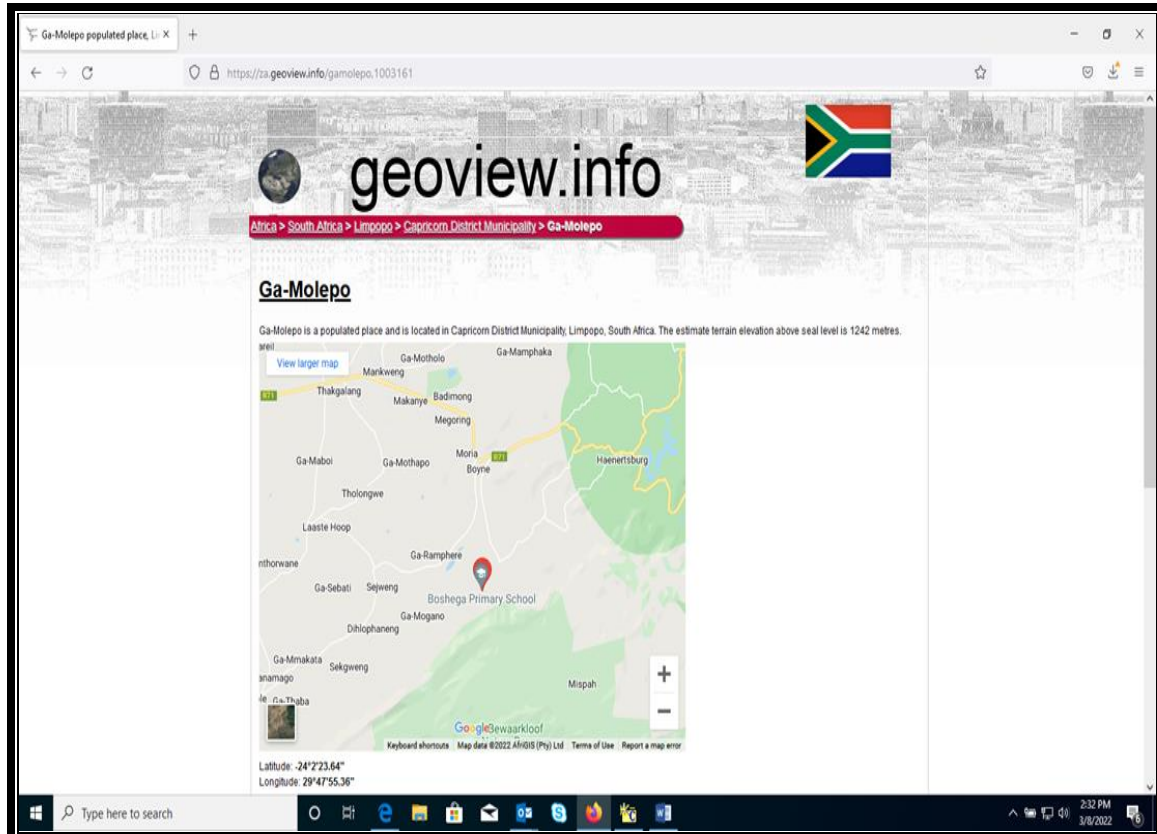 Ga-Molepo populated place, Li
https://za.geoview.info/gamolepo,1003161
geoview.info
Africa > South Africa > Limpopo > Capricorn District Municipality > Ga-Molepo
Ga-Molepo
Ga-Molepo is a populated place and is located in Capricorn District Municipality, Limpopo, South Africa. The estimate terrain elevation above seal level is 1242 metres.
View larger map
Ga-Motholo
Ga-Mamphaka
Mankweng
R71
Thakgalang
Makanye
Badimong
Megoring
Ga-Maboi
Ga-Mothapo
Moria
R71
Boyne
Haenertsburg
Tholongwe
Laaste Hoop
Ga-Ramphere
nthorwane
Ga-Sebati
Sejweng
Boshega Primary School
Ga-Mogano
Dihlophaneng
Ga-Mmakata
Sekgweng
anamago
Mispah
Ga-Thaba
Google
Bewaarkloof
Keyboard shortcuts Map data ©2022 AfriGIS (Pty) Ltd Terms of Use Report a map error
Latitude: -24°2'23.64"
Longitude: 29°47'55.36"
Type here to search
2:32 PM
3/8/2022